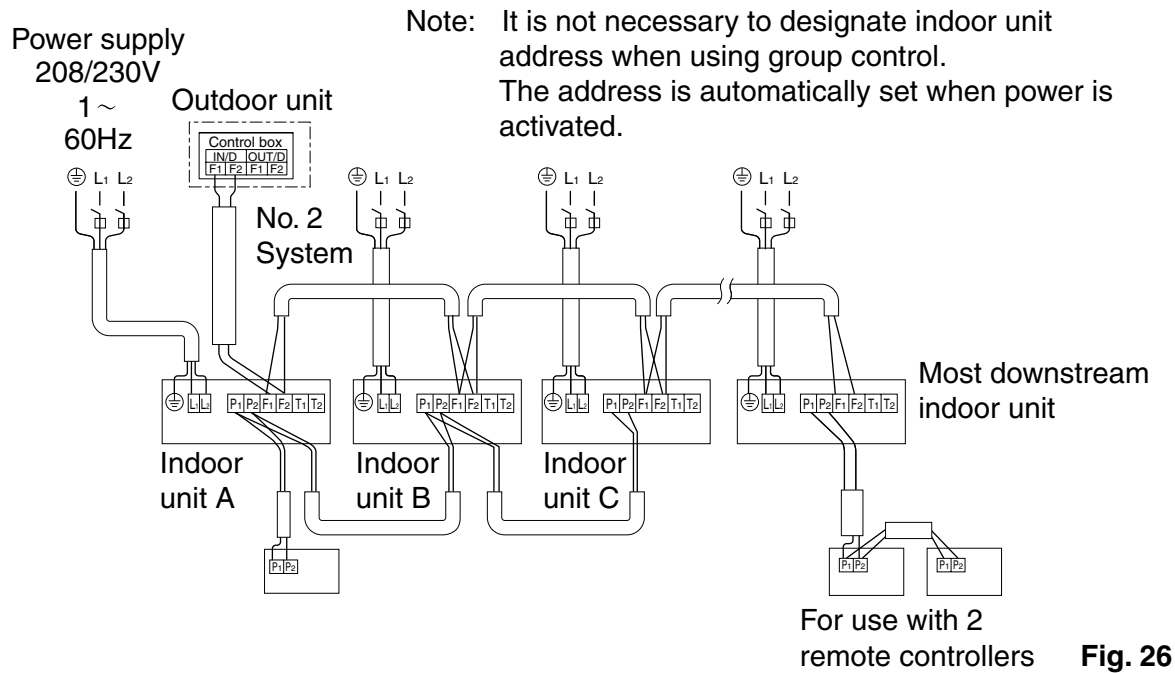 Note: It is not necessary to designate indoor unit
address when using group control.
The address is automatically set when power is
activated.
Power supply
208/230V
1~
60Hz
Outdoor unit
Control box
IN/D OUT/D
F1 F2 F1 F2
L1 L2
L1 L2
L1 L2
L1 L2
No. 2
System
L1 L2 P1 P2 F1 F2 T1 T2
L1 L2 P1 P2 F1 F2 T1 T2
L1 L2 P1 P2 F1 F2 T1 T2
L1 L2 P1 P2 F1 F2 T1 T2
Most downstream
indoor unit
Indoor
unit A
Indoor
unit B
Indoor
unit C
P1 P2
P1 P2
P1 P2
For use with 2
remote controllers
Fig. 26